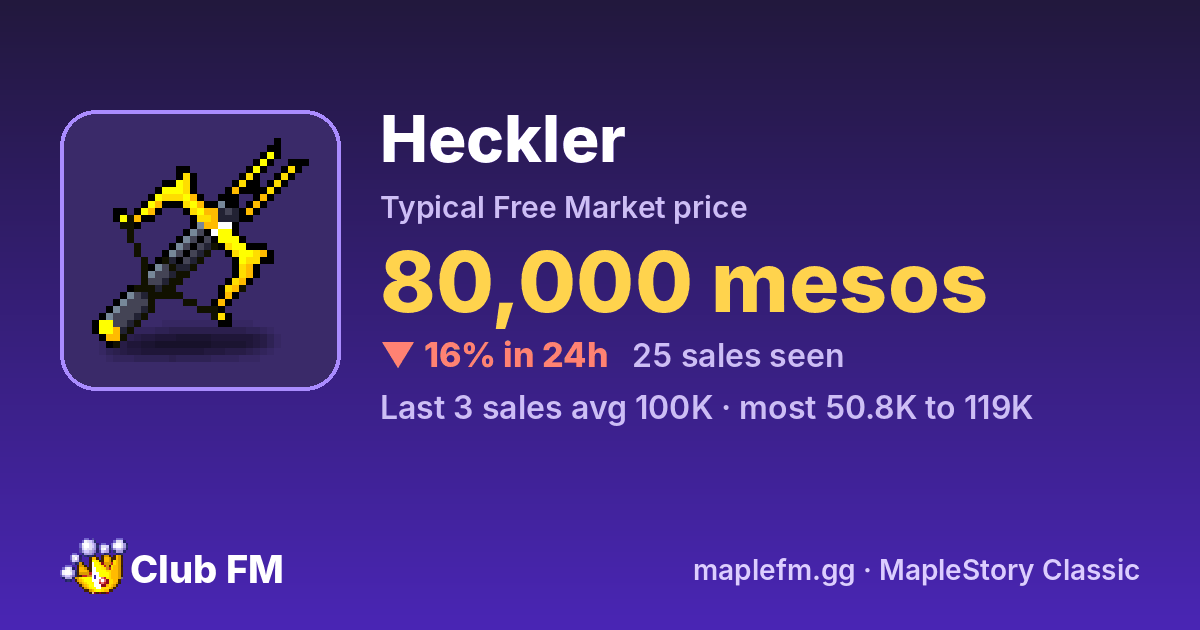 Heckler
Typical Free Market price
80,000 mesos
▼ 16% in 24h 25 sales seen
Last 3 sales avg 100K · most 50.8K to 119K
Club FM
maplefm.gg · MapleStory Classic